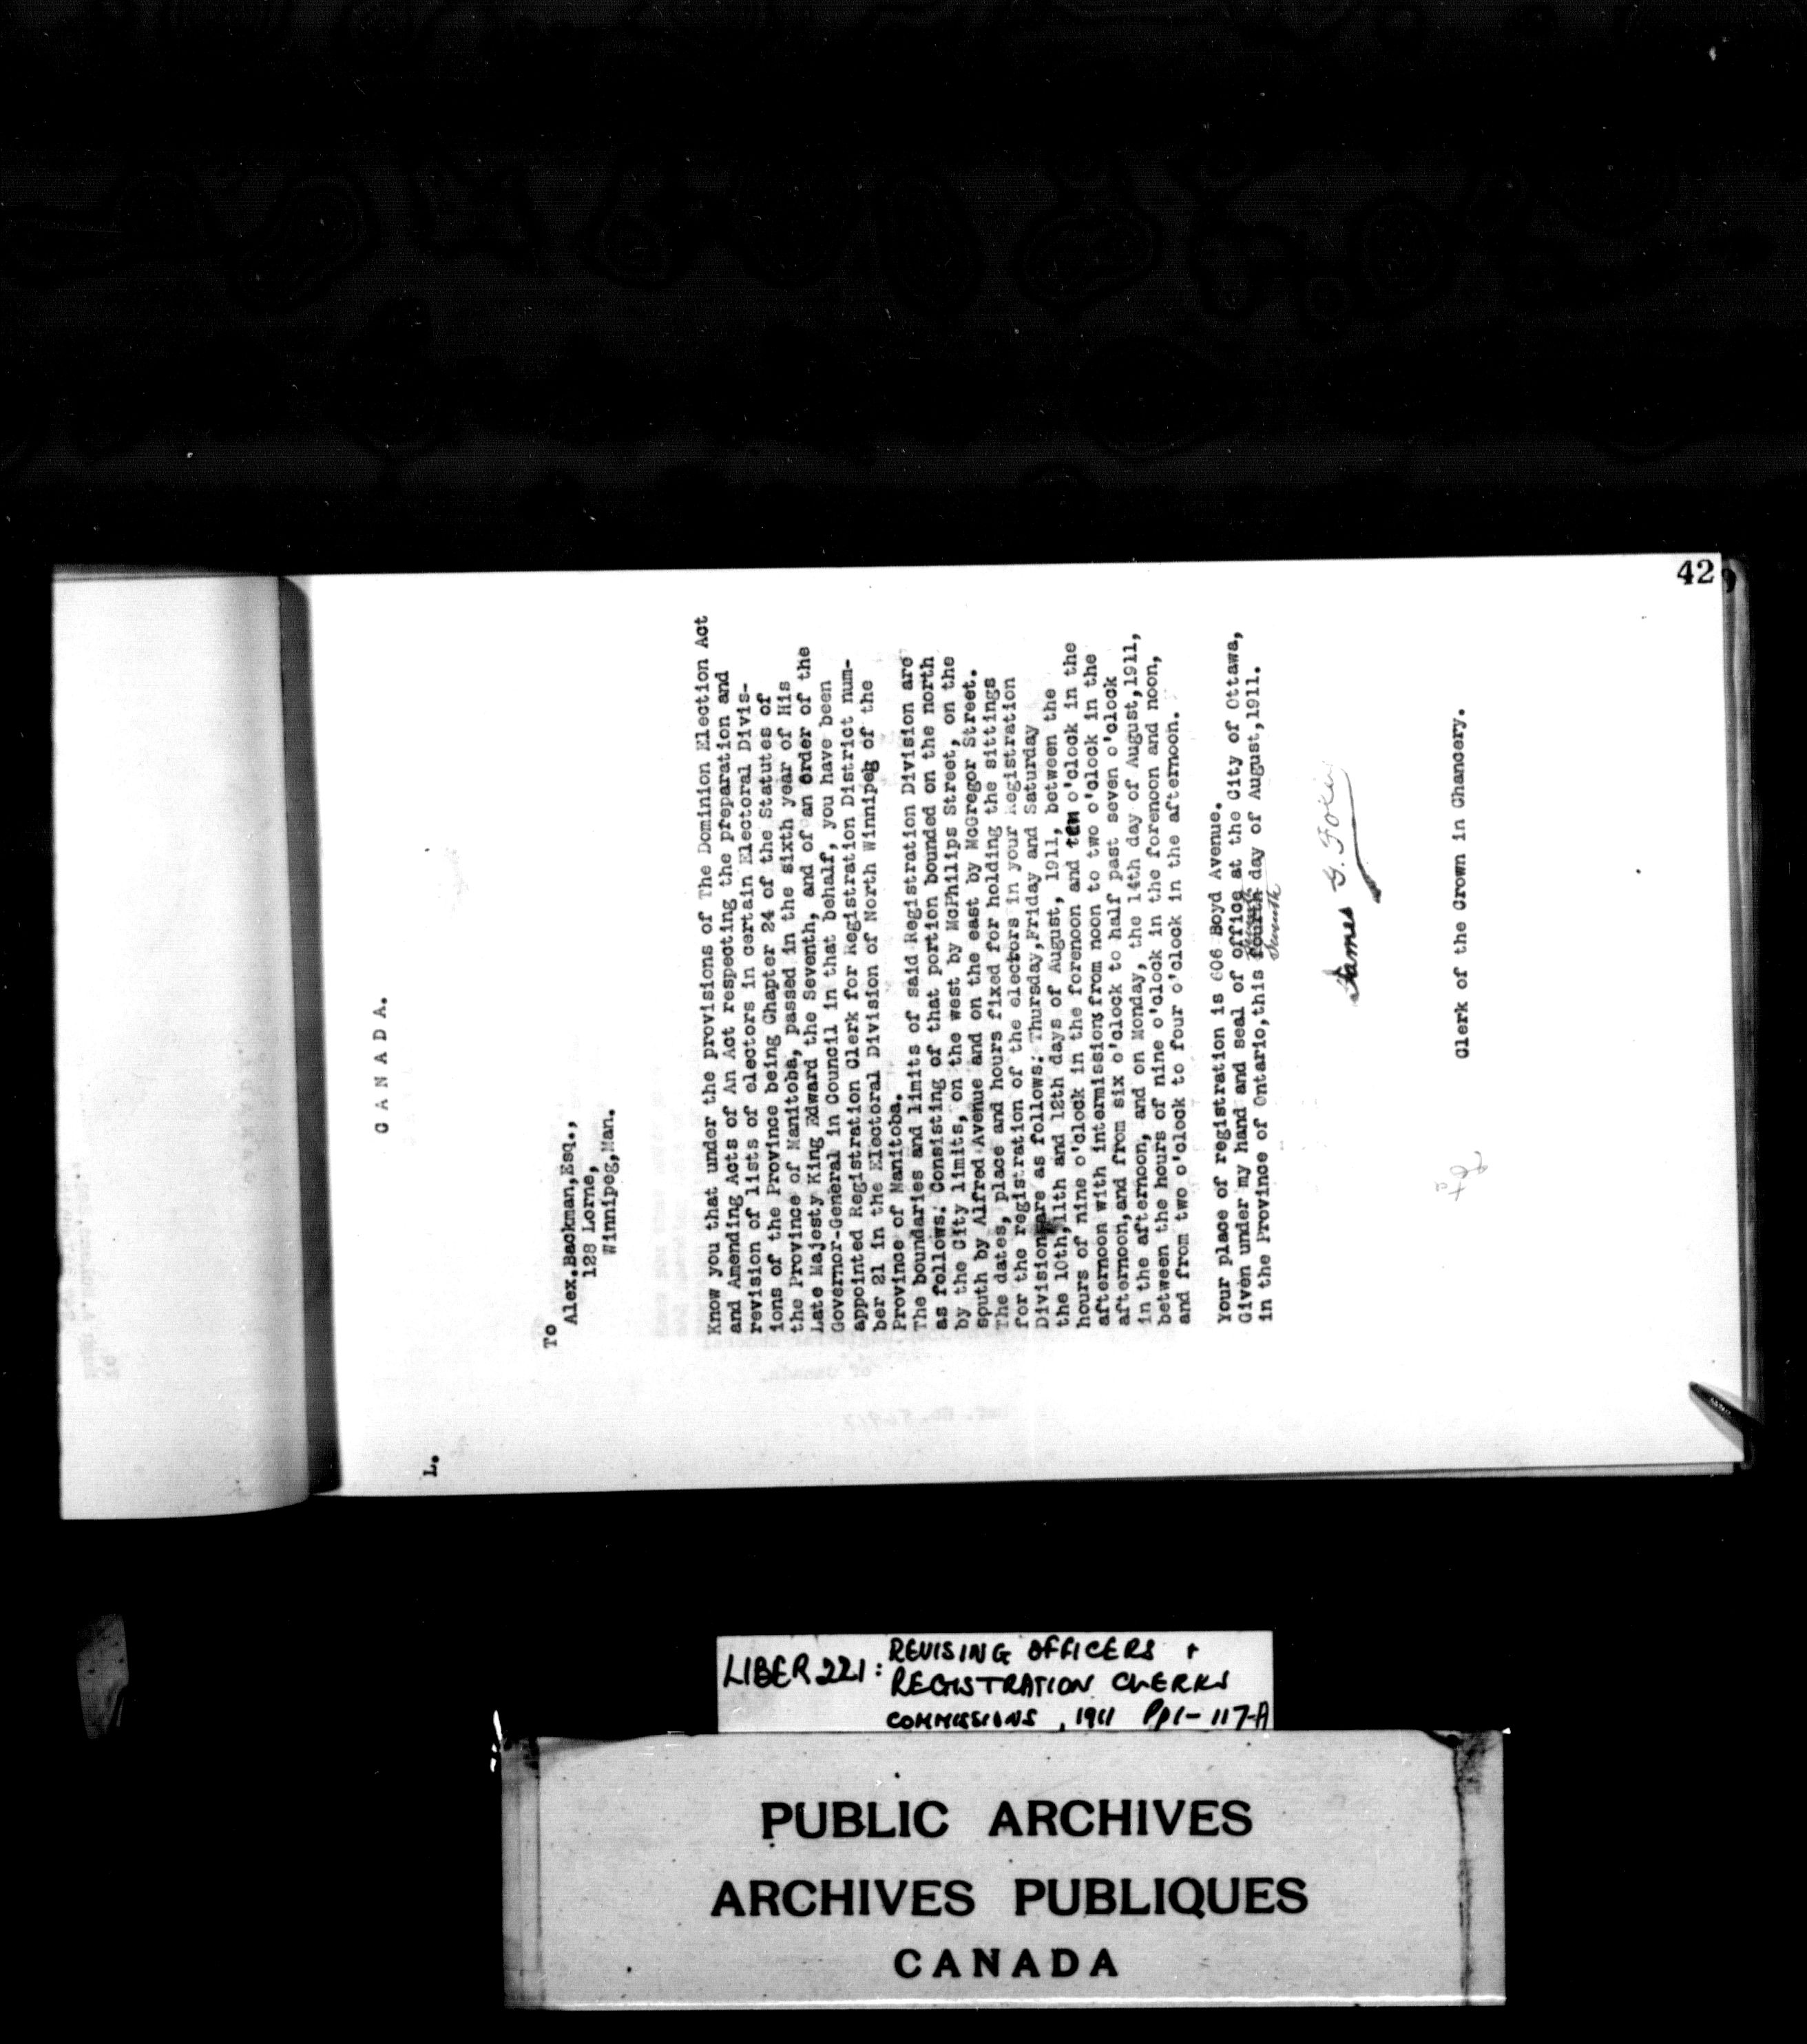 42
L.
C A N A D A.
To
Alex.Backman,Esq.,
128 Lorne,
Winnipeg,Man.
Know you that under the provisions of The Dominion Election Act
and Amending Acts of An Act respecting the preparation and
revision of lists of electors in certain Electoral Divis-
ions of the Province being Chapter 24 of the Statutes of
the Province of Manitoba, passed in the sixth year of His
Late Majesty King Edward the Seventh, and of an order of the
Governor-General in Council in that behalf, you have been
appointed Registration Clerk for Registration District num-
ber 21 in the Electoral Division of North Winnipeg of the
Province of Manitoba.
The boundaries and limits of said Registration Division are
as follows: Consisting of that portion bounded on the north
by the City limits, on the west by McPhilips Street, on the
south by Alfred Avenue and on the east by McGregor Street.
The dates, place and hours fixed for holding the sittings
for the registration of the electors in your Registration
Division are as follows: Thursday,Friday and Saturday
the 10th,11th and 12th days of August, 1911, between the
hours of nine o'clock in the forenoon and ten o'clock in the
afternoon with intermissions from noon to two o'clock in the
afternoon,and from six o'clock to half past seven o'clock
in the afternoon, and on Monday, the 14th day of August,1911,
between the hours of nine o'clock in the forenoon and noon,
and from two o'clock to four o'clock in the afternoon.
Your place of registration is 606 Boyd Avenue.
Given under my hand and seal of office at the City of Ottawa,
in the Province of Ontario,this fourth day of August,1911.
Seventh
James G. Foley
Clerk of the Crown in Chancery.
LIBER 221: REVISING OFFICERS +
REGISTRATION CLERKS
COMMISSIONS, 1911 Pp1-117-A
PUBLIC ARCHIVES
ARCHIVES PUBLIQUES
CANADA